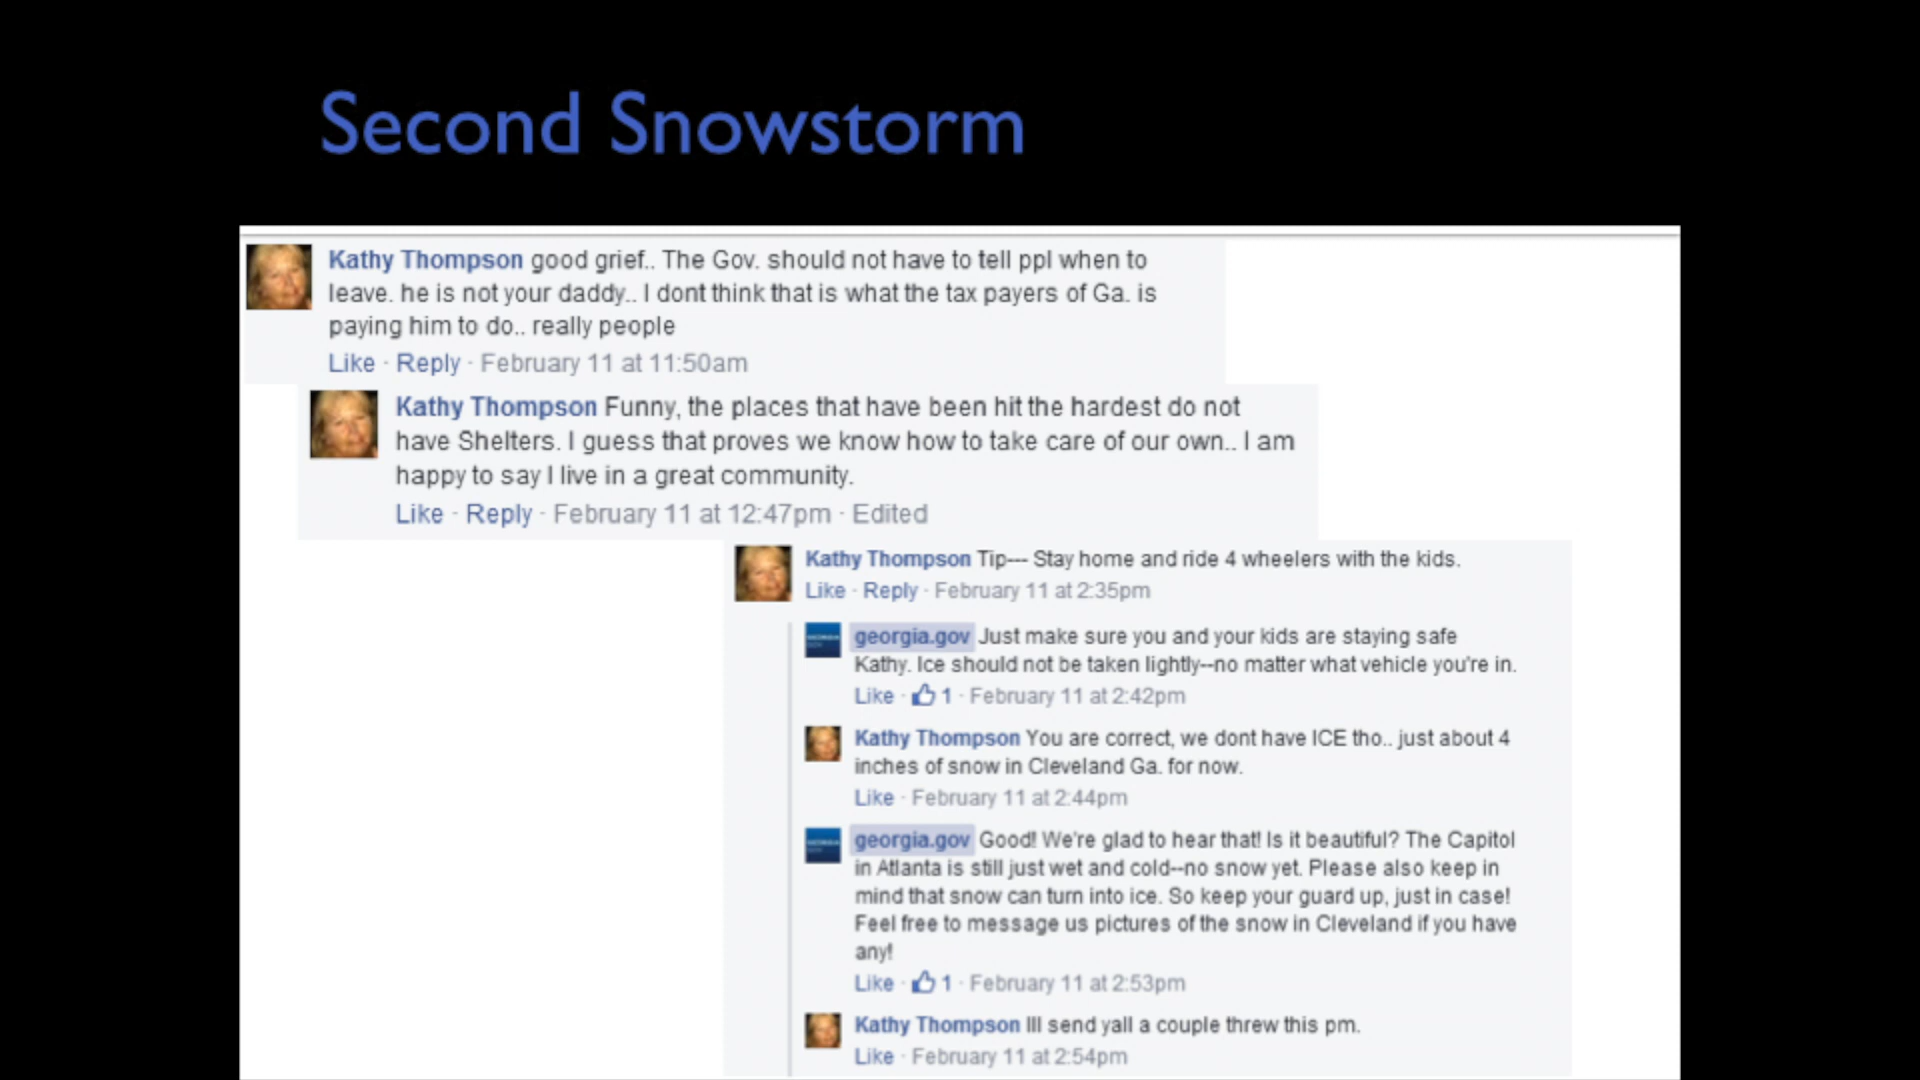 Second Snowstorm
Kathy Thompson good grief.. The Gov. should not have to tell ppl when to
leave. he is not your daddy.. I dont think that is what the tax payers of Ga. is
paying him to do.. really people
Like · Reply · February 11 at 11:50am
Kathy Thompson Funny, the places that have been hit the hardest do not
have Shelters. I guess that proves we know how to take care of our own.. I am
happy to say I live in a great community.
Like · Reply · February 11 at 12:47pm · Edited
Kathy Thompson Tip--- Stay home and ride 4 wheelers with the kids.
Like · Reply · February 11 at 2:35pm
georgia.gov Just make sure you and your kids are staying safe
Kathy. Ice should not be taken lightly--no matter what vehicle you're in.
Like · 1 · February 11 at 2:42pm
Kathy Thompson You are correct, we dont have ICE tho.. just about 4
inches of snow in Cleveland Ga. for now.
Like · February 11 at 2:44pm
georgia.gov Good! We're glad to hear that! Is it beautiful? The Capitol
in Atlanta is still just wet and cold--no snow yet. Please also keep in
mind that snow can turn into ice. So keep your guard up, just in case!
Feel free to message us pictures of the snow in Cleveland if you have
any!
Like · 1 · February 11 at 2:53pm
Kathy Thompson Ill send yall a couple threw this pm.
Like · February 11 at 2:54pm